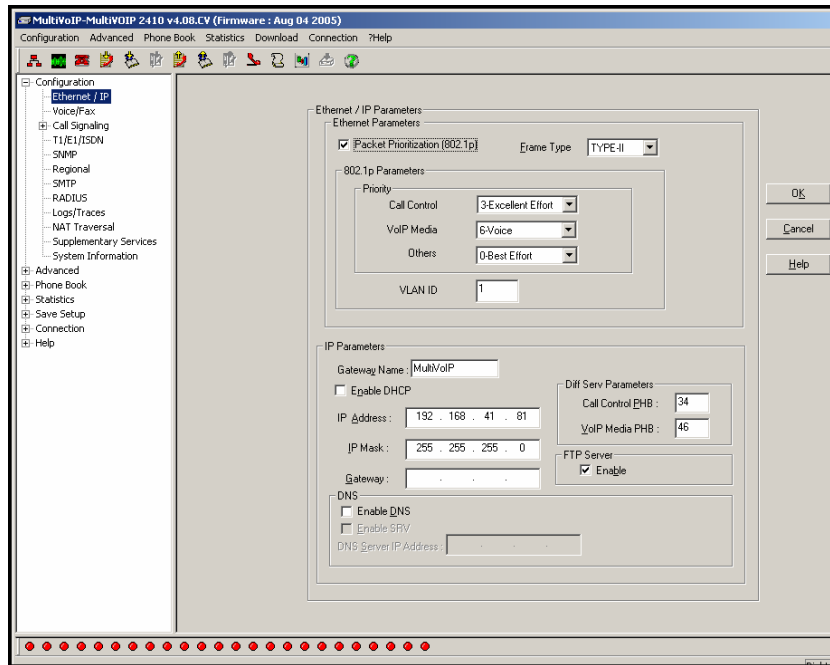 MultiVoIP-MultiVOIP 2410 v4.08.CV (Firmware : Aug 04 2005)
Configuration Advanced Phone Book Statistics Download Connection ?Help
Configuration
Ethernet / IP
Voice/Fax
Call Signaling
T1/E1/ISDN
SNMP
Regional
SMTP
RADIUS
Logs/Traces
NAT Traversal
Supplementary Services
System Information
Advanced
Phone Book
Statistics
Save Setup
Connection
Help
Ethernet / IP Parameters
Ethernet Parameters
Packet Prioritization (802.1p)
Frame Type TYPE-II
802.1p Parameters
Priority
Call Control 3-Excellent Effort
VoIP Media 6-Voice
Others 0-Best Effort
VLAN ID 1
OK
Cancel
Help
IP Parameters
Gateway Name : MultiVoIP
Enable DHCP
IP Address : 192 . 168 . 41 . 81
IP Mask : 255 . 255 . 255 . 0
Gateway : . . .
Diff Serv Parameters
Call Control PHB : 34
VoIP Media PHB : 46
FTP Server
Enable
DNS
Enable DNS
Enable SRV
DNS Server IP Address : . . .